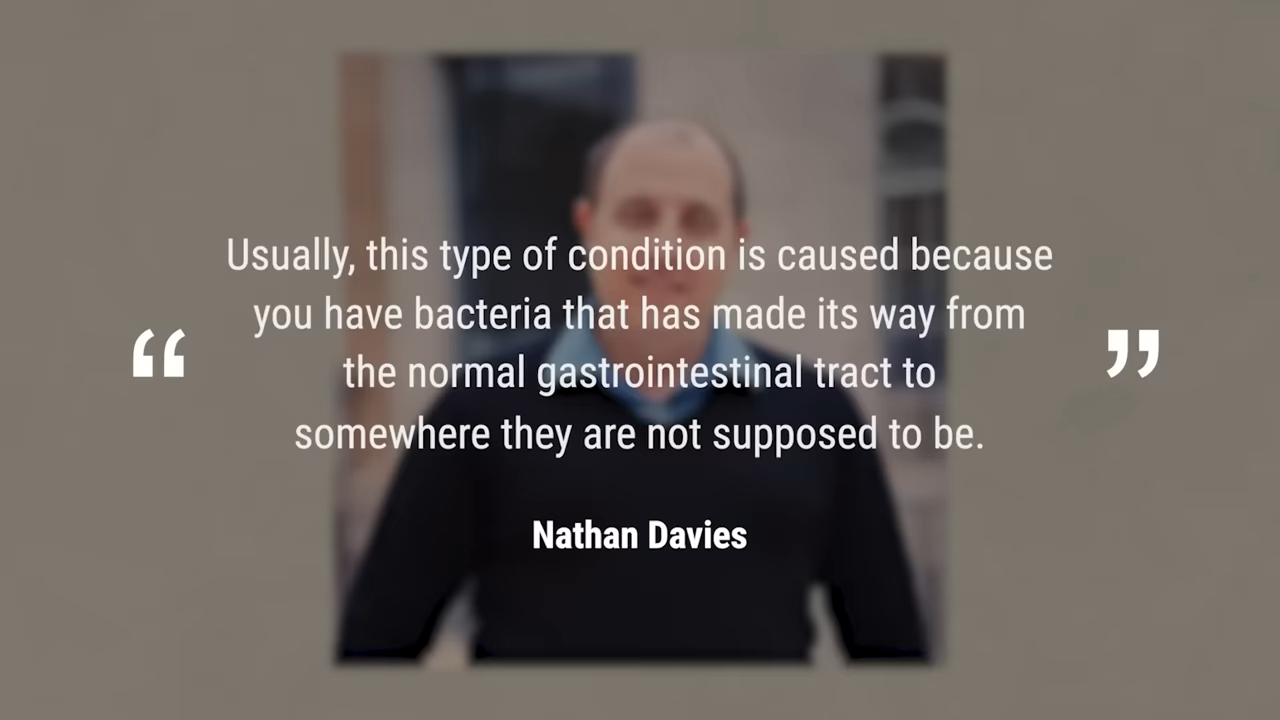 Usually, this type of condition is caused because
you have bacteria that has made its way from
“ the normal gastrointestinal tract to ”
somewhere they are not supposed to be.
Nathan Davies